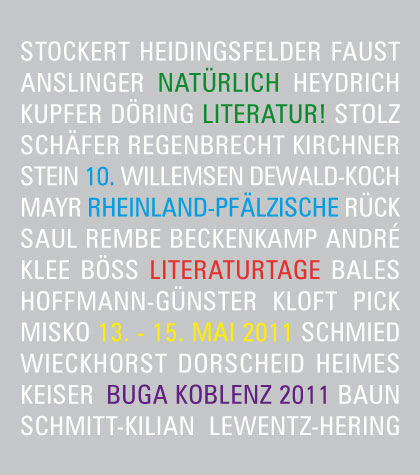 STOCKERT HEIDINGSFELDER FAUST
ANSLINGER NATÜRLICH HEYDRICH
KUPFER DÖRING LITERATUR! STOLZ
SCHÄFER REGENBRECHT KIRCHNER
STEIN 10. WILLEMSEN DEWALD-KOCH
MAYR RHEINLAND-PFÄLZISCHE RÜCK
SAUL REMBE BECKENKAMP ANDRÉ
KLEE BÖSS LITERATURTAGE BALES
HOFFMANN-GÜNSTER KLOFT PICK
MISKO 13. - 15. MAI 2011 SCHMIED
WIECKHORST DORSCHEID HEIMES
KEISER BUGA KOBLENZ 2011 BAUN
SCHMITT-KILIAN LEWENTZ-HERING